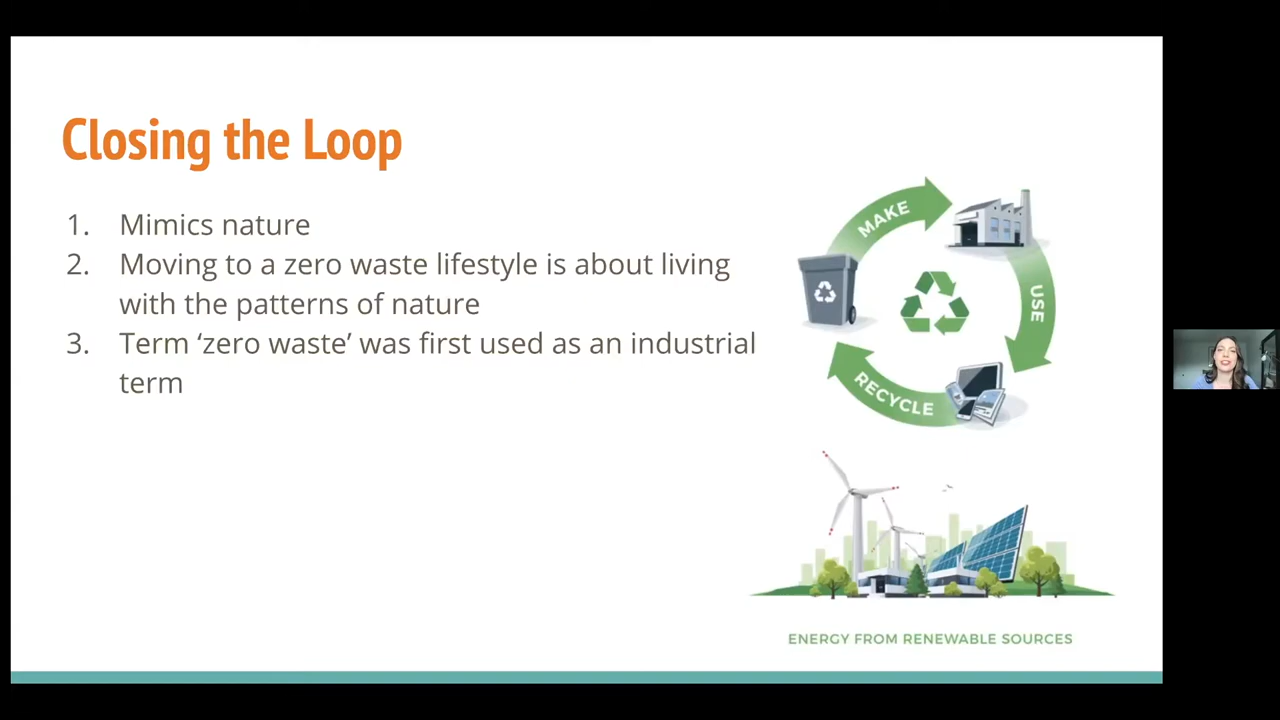 Closing the Loop
1. Mimics nature
2. Moving to a zero waste lifestyle is about living
with the patterns of nature
3. Term ‘zero waste’ was first used as an industrial
term
MAKE
USE
RECYCLE
ENERGY FROM RENEWABLE SOURCES